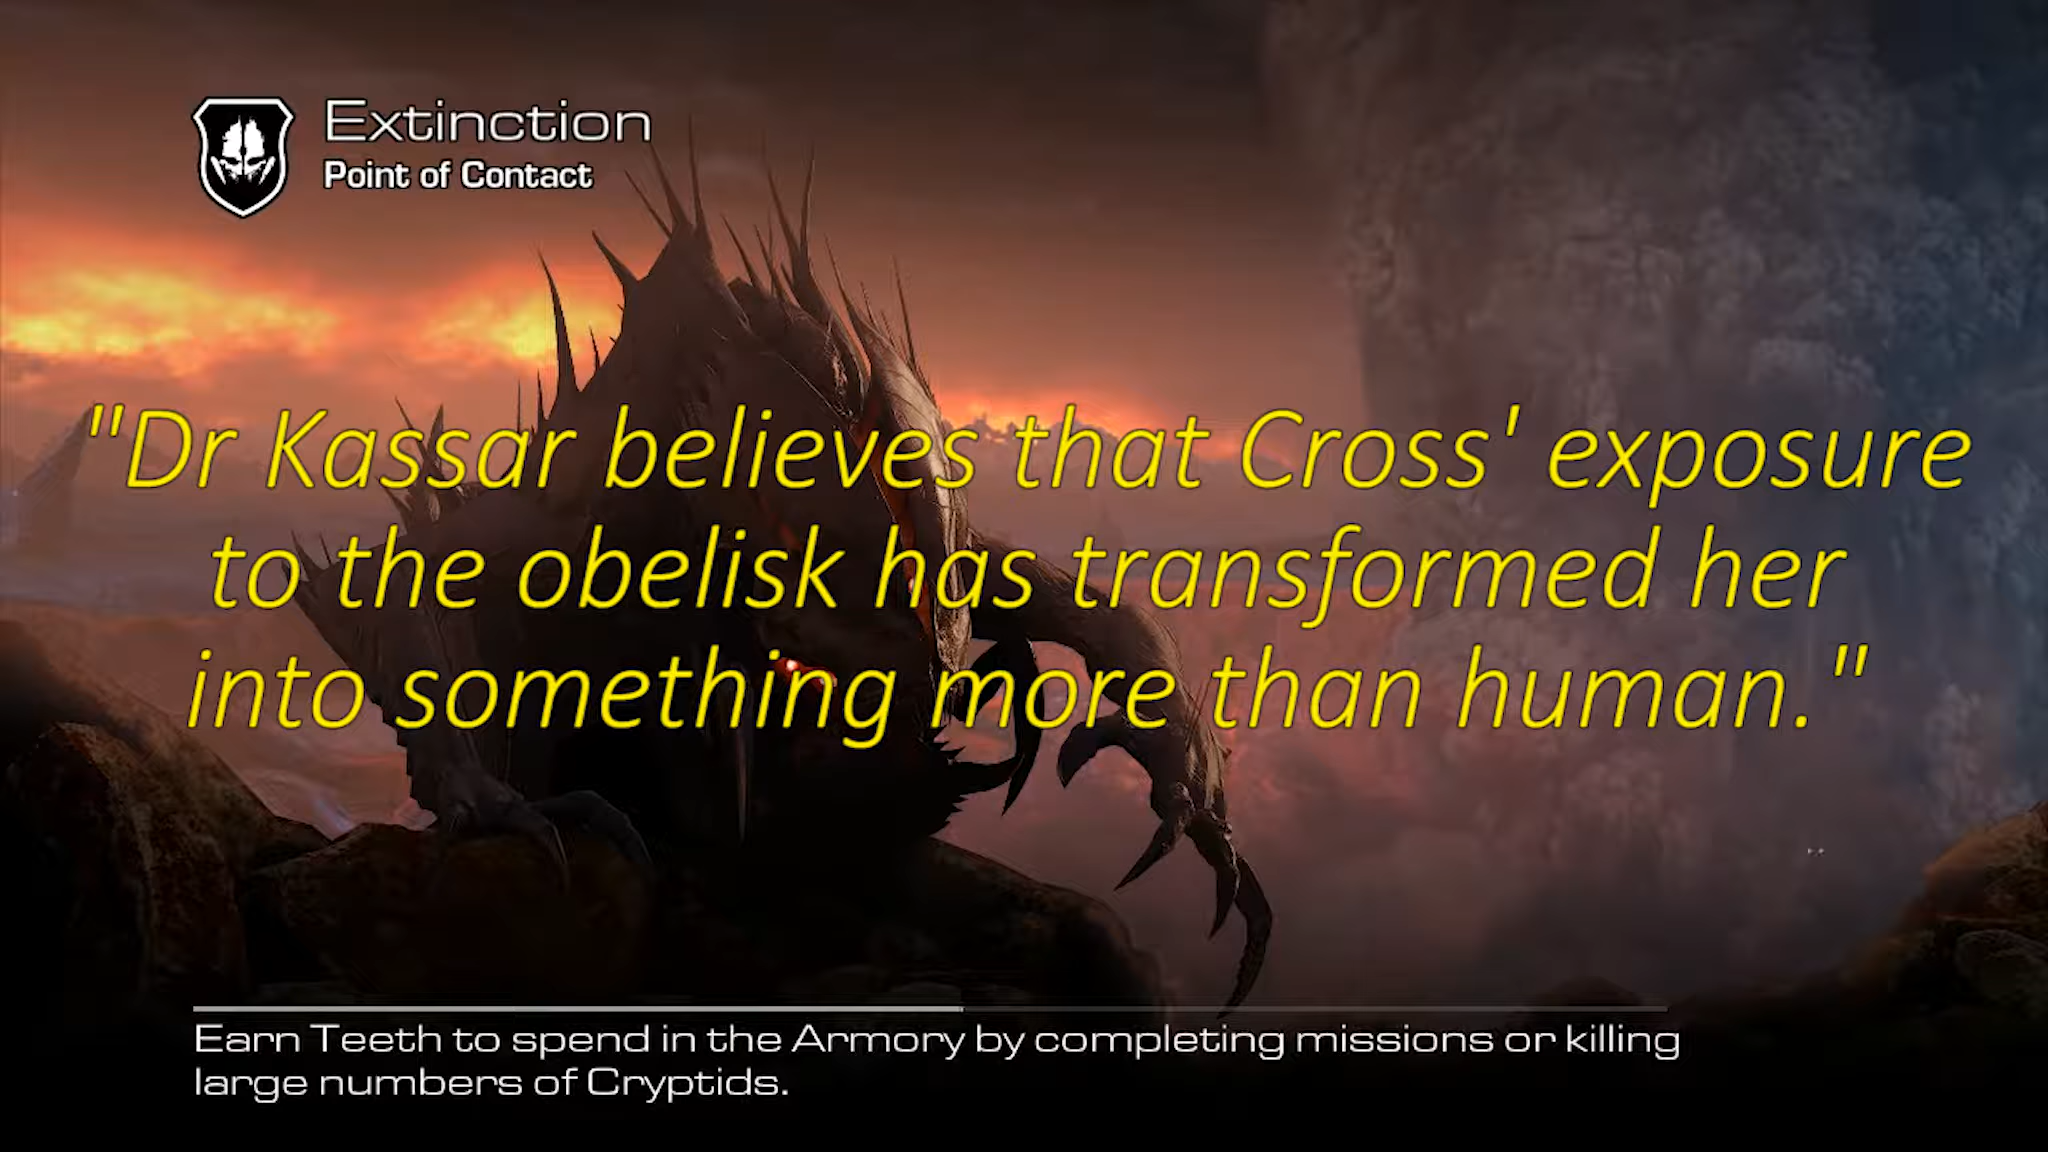 Extinction
Point of Contact
"Dr Kassar believes that Cross' exposure
to the obelisk has transformed her
into something more than human."
Earn Teeth to spend in the Armory by completing missions or killing
large numbers of Cryptids.